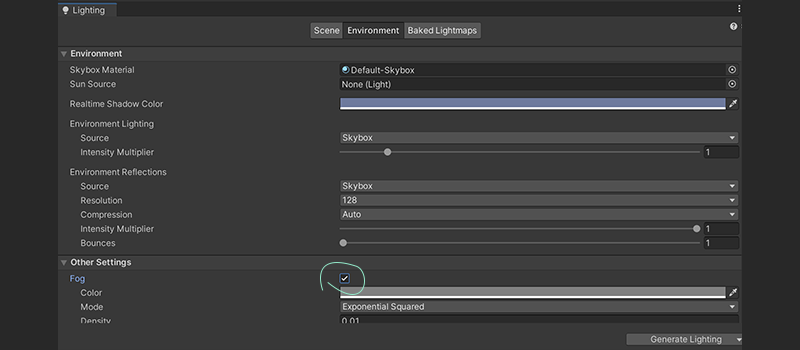 Lighting
Scene Environment Baked Lightmaps
Environment
Skybox Material Default-Skybox
Sun Source None (Light)
Realtime Shadow Color
Environment Lighting
Source Skybox
Intensity Multiplier 1
Environment Reflections
Source Skybox
Resolution 128
Compression Auto
Intensity Multiplier 1
Bounces 1
Other Settings
Fog
Color
Mode Exponential Squared
Density 0.01
Generate Lighting